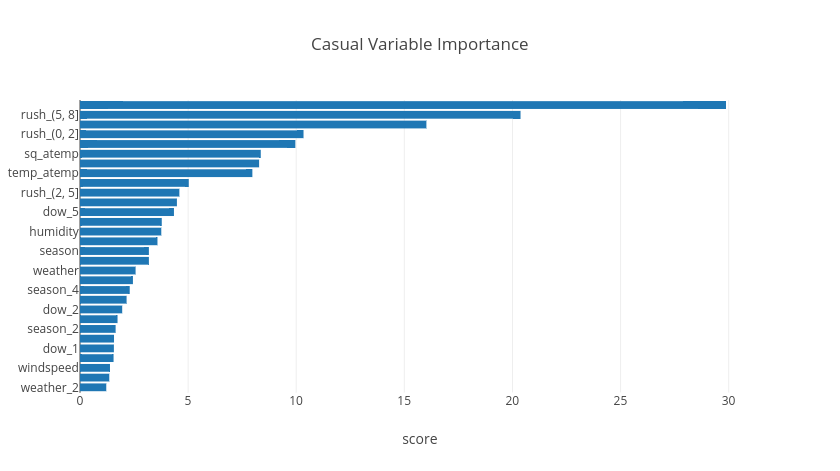 Casual Variable Importance
rush_(5, 8]
rush_(0, 2]
sq_atemp
temp_atemp
rush_(2, 5]
dow_5
humidity
season
weather
season_4
dow_2
season_2
dow_1
windspeed
weather_2
0 5 10 15 20 25 30
score